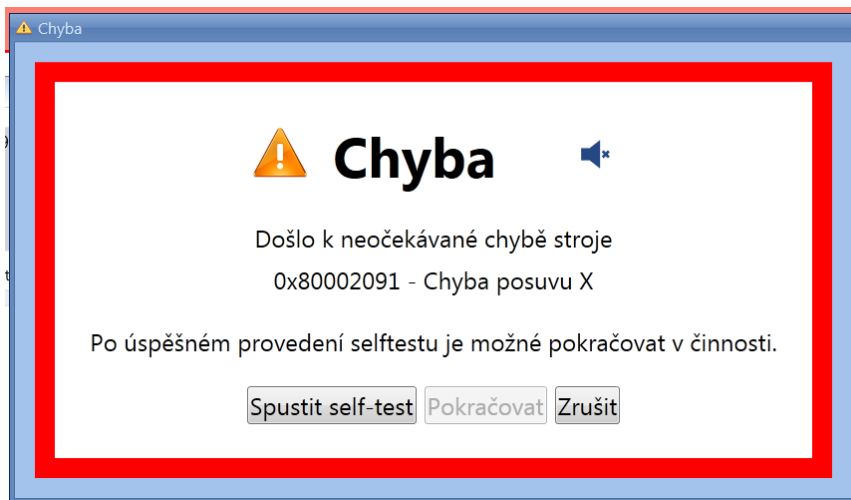 Chyba
Chyba
Došlo k neočekávané chybě stroje
0x80002091 - Chyba posuvu X
Po úspěšném provedení selftestu je možné pokračovat v činnosti.
Spustit self-test Pokračovat Zrušit